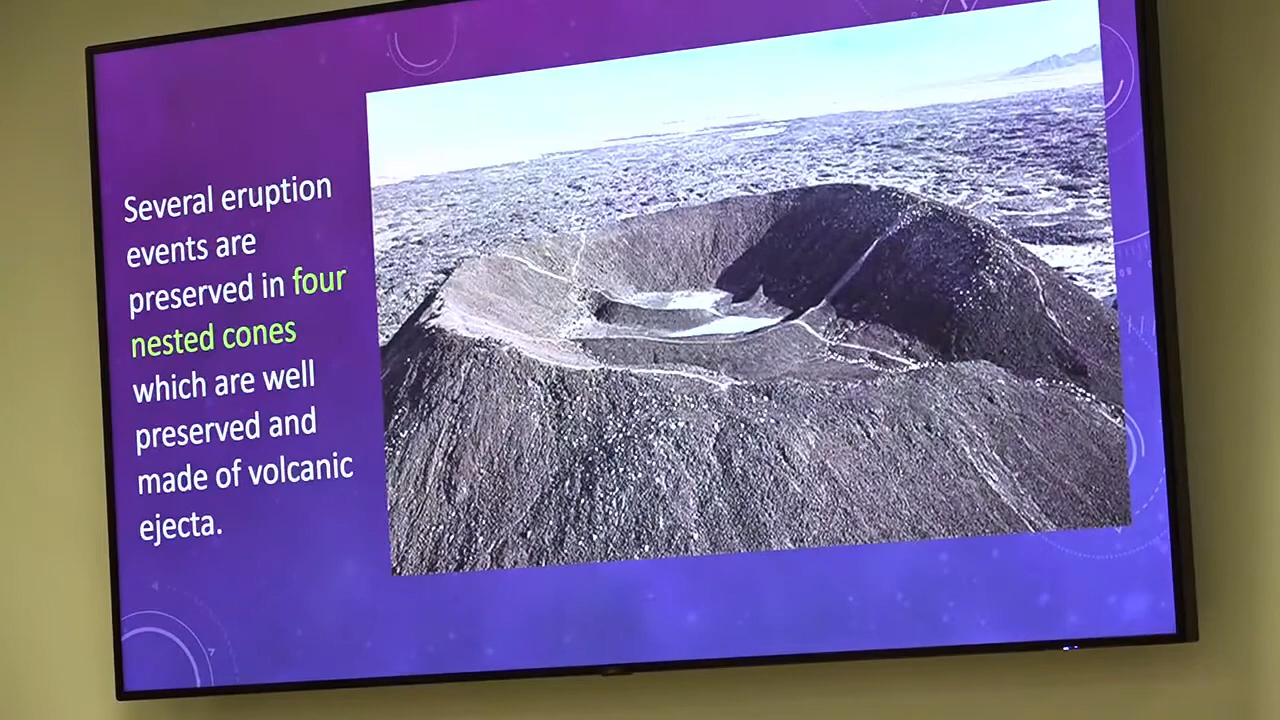 Several eruption
events are
preserved in four
nested cones
which are well
preserved and
made of volcanic
ejecta.